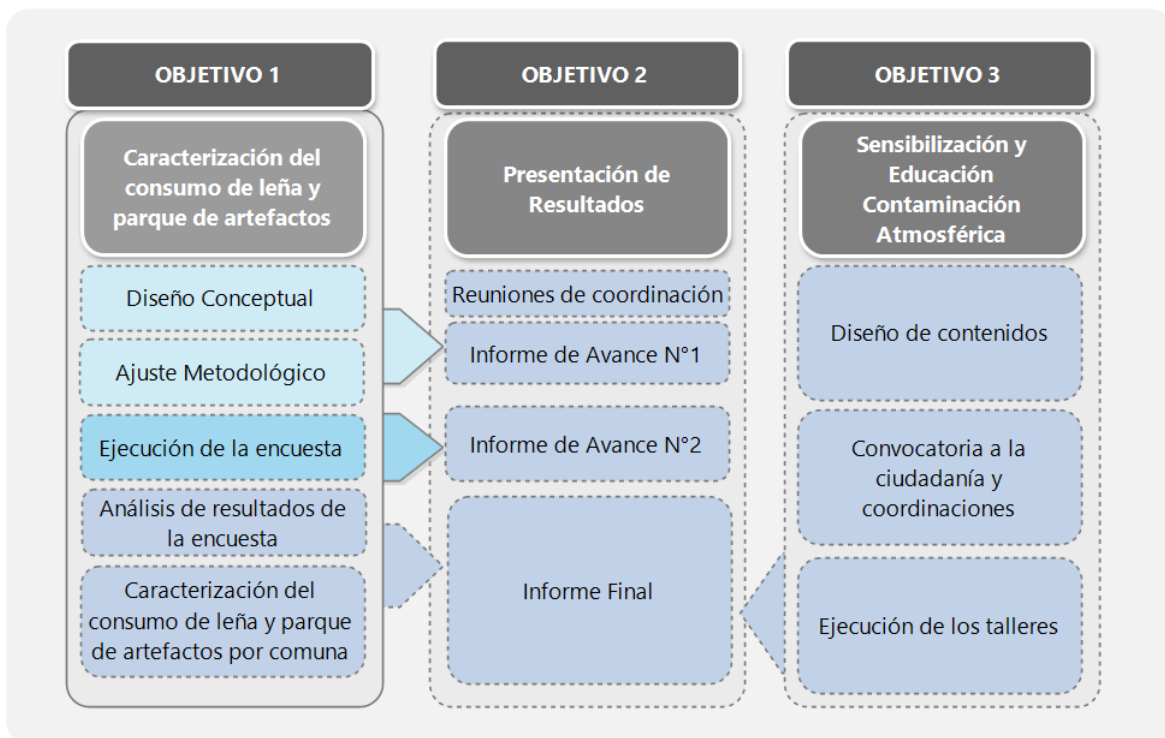 OBJETIVO 1
Caracterización del
consumo de leña y
parque de artefactos
Diseño Conceptual
Ajuste Metodológico
Ejecución de la encuesta
Análisis de resultados de
la encuesta
Caracterización del
consumo de leña y parque
de artefactos por comuna
OBJETIVO 2
Presentación de
Resultados
Reuniones de coordinación
Informe de Avance N°1
Informe de Avance N°2
Informe Final
OBJETIVO 3
Sensibilización y
Educación
Contaminación
Atmosférica
Diseño de contenidos
Convocatoria a la
ciudadanía y
coordinaciones
Ejecución de los talleres